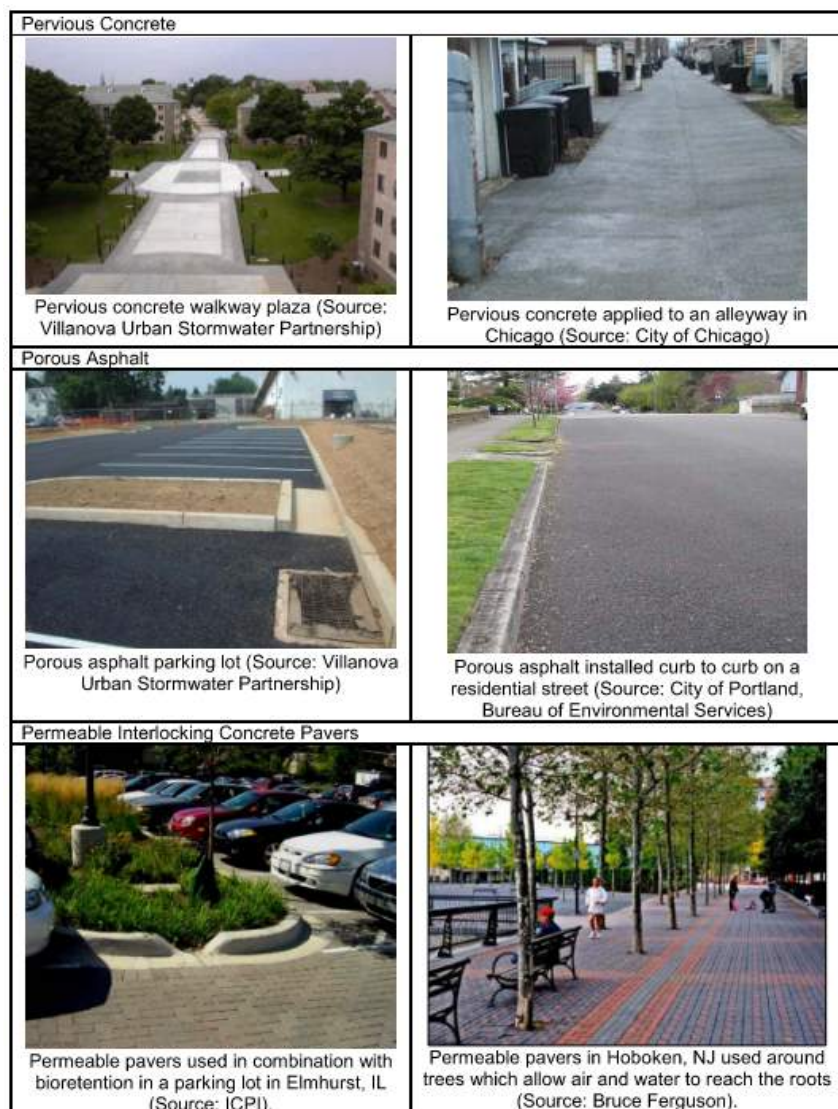 Pervious Concrete
Pervious concrete walkway plaza (Source:
Villanova Urban Stormwater Partnership)
Pervious concrete applied to an alleyway in
Chicago (Source: City of Chicago)
Porous Asphalt
Porous asphalt parking lot (Source: Villanova
Urban Stormwater Partnership)
Porous asphalt installed curb to curb on a
residential street (Source: City of Portland,
Bureau of Environmental Services)
Permeable Interlocking Concrete Pavers
Permeable pavers used in combination with
bioretention in a parking lot in Elmhurst, IL
(Source: ICPI).
Permeable pavers in Hoboken, NJ used around
trees which allow air and water to reach the roots
(Source: Bruce Ferguson).